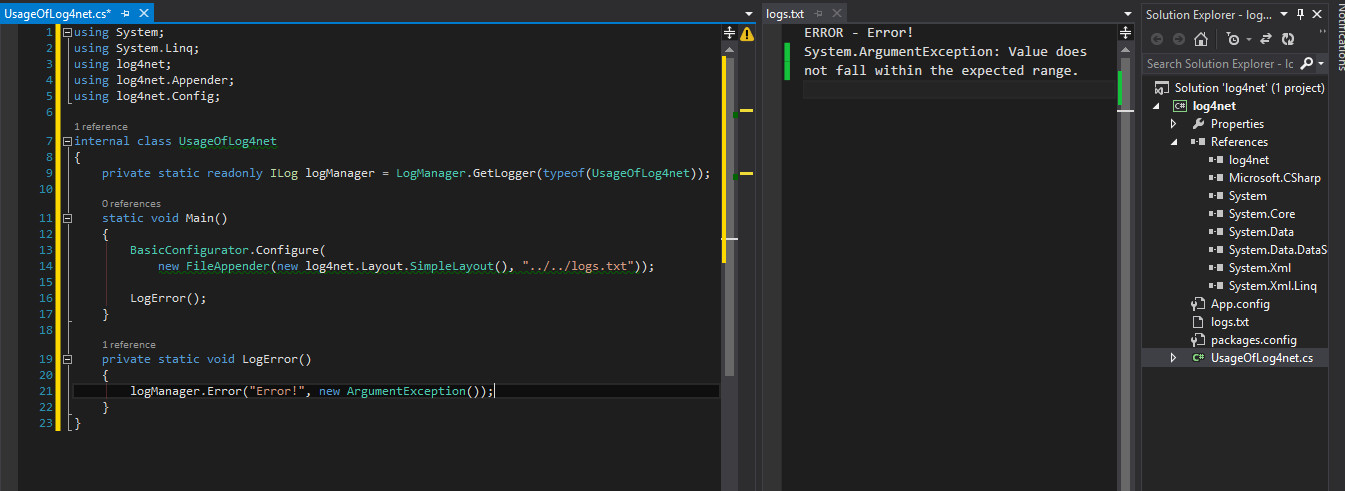 UsageOfLog4net.cs*
1 using System;
2 using System.Linq;
3 using log4net;
4 using log4net.Appender;
5 using log4net.Config;
6
1 reference
7 internal class UsageOfLog4net
8 {
9 private static readonly ILog logManager = LogManager.GetLogger(typeof(UsageOfLog4net));
10
0 references
11 static void Main()
12 {
13 BasicConfigurator.Configure(
14 new FileAppender(new log4net.Layout.SimpleLayout(), "../../logs.txt"));
15
16 LogError();
17 }
18
1 reference
19 private static void LogError()
20 {
21 logManager.Error("Error!", new ArgumentException());
22 }
23 }
logs.txt
ERROR - Error!
System.ArgumentException: Value does
not fall within the expected range.
Solution Explorer - log...
Search Solution Explorer - lc
Solution 'log4net' (1 project)
C# log4net
Properties
References
log4net
Microsoft.CSharp
System
System.Core
System.Data
System.Data.DataS
System.Xml
System.Xml.Linq
App.config
logs.txt
packages.config
C# UsageOfLog4net.cs
Notifications